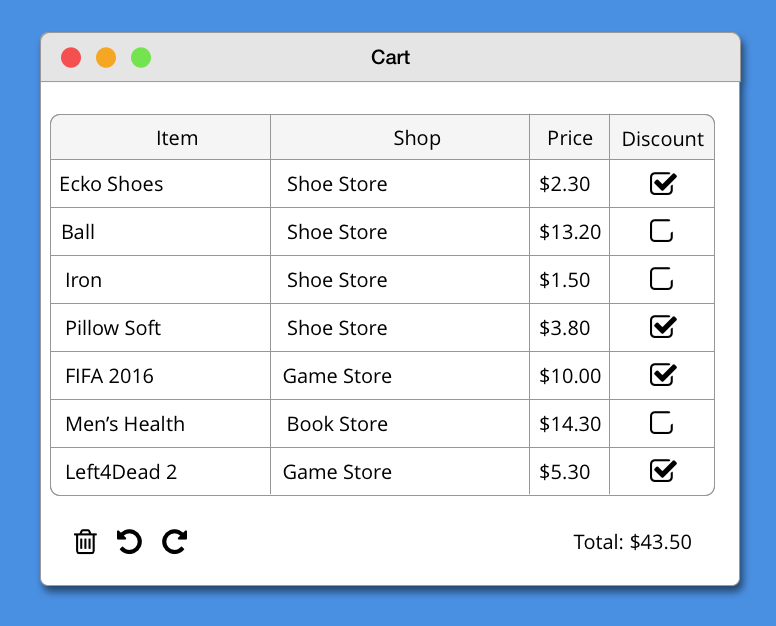 Cart
Item Shop Price Discount
Ecko Shoes Shoe Store $2.30
Ball Shoe Store $13.20
Iron Shoe Store $1.50
Pillow Soft Shoe Store $3.80
FIFA 2016 Game Store $10.00
Men’s Health Book Store $14.30
Left4Dead 2 Game Store $5.30
Total: $43.50